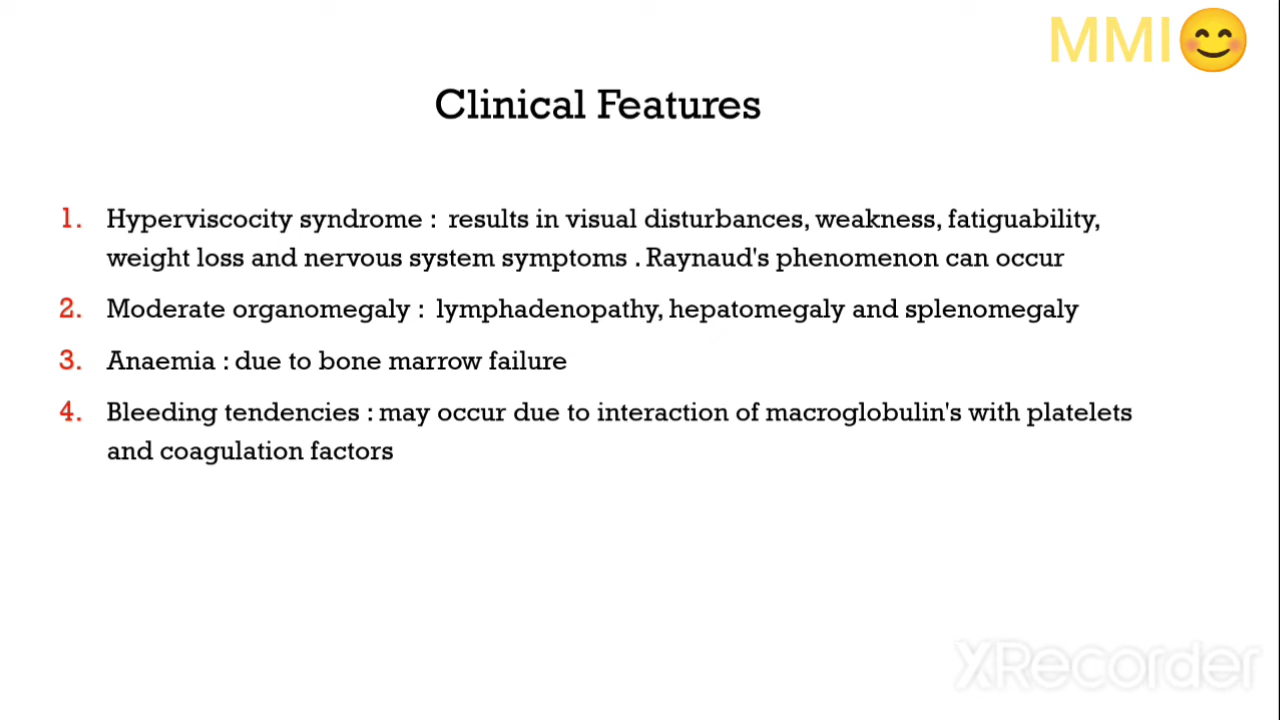 MMI😊
Clinical Features
1. Hyperviscocity syndrome : results in visual disturbances, weakness, fatiguability,
weight loss and nervous system symptoms . Raynaud's phenomenon can occur
2. Moderate organomegaly : lymphadenopathy, hepatomegaly and splenomegaly
3. Anaemia : due to bone marrow failure
4. Bleeding tendencies : may occur due to interaction of macroglobulin's with platelets
and coagulation factors
XRecorder